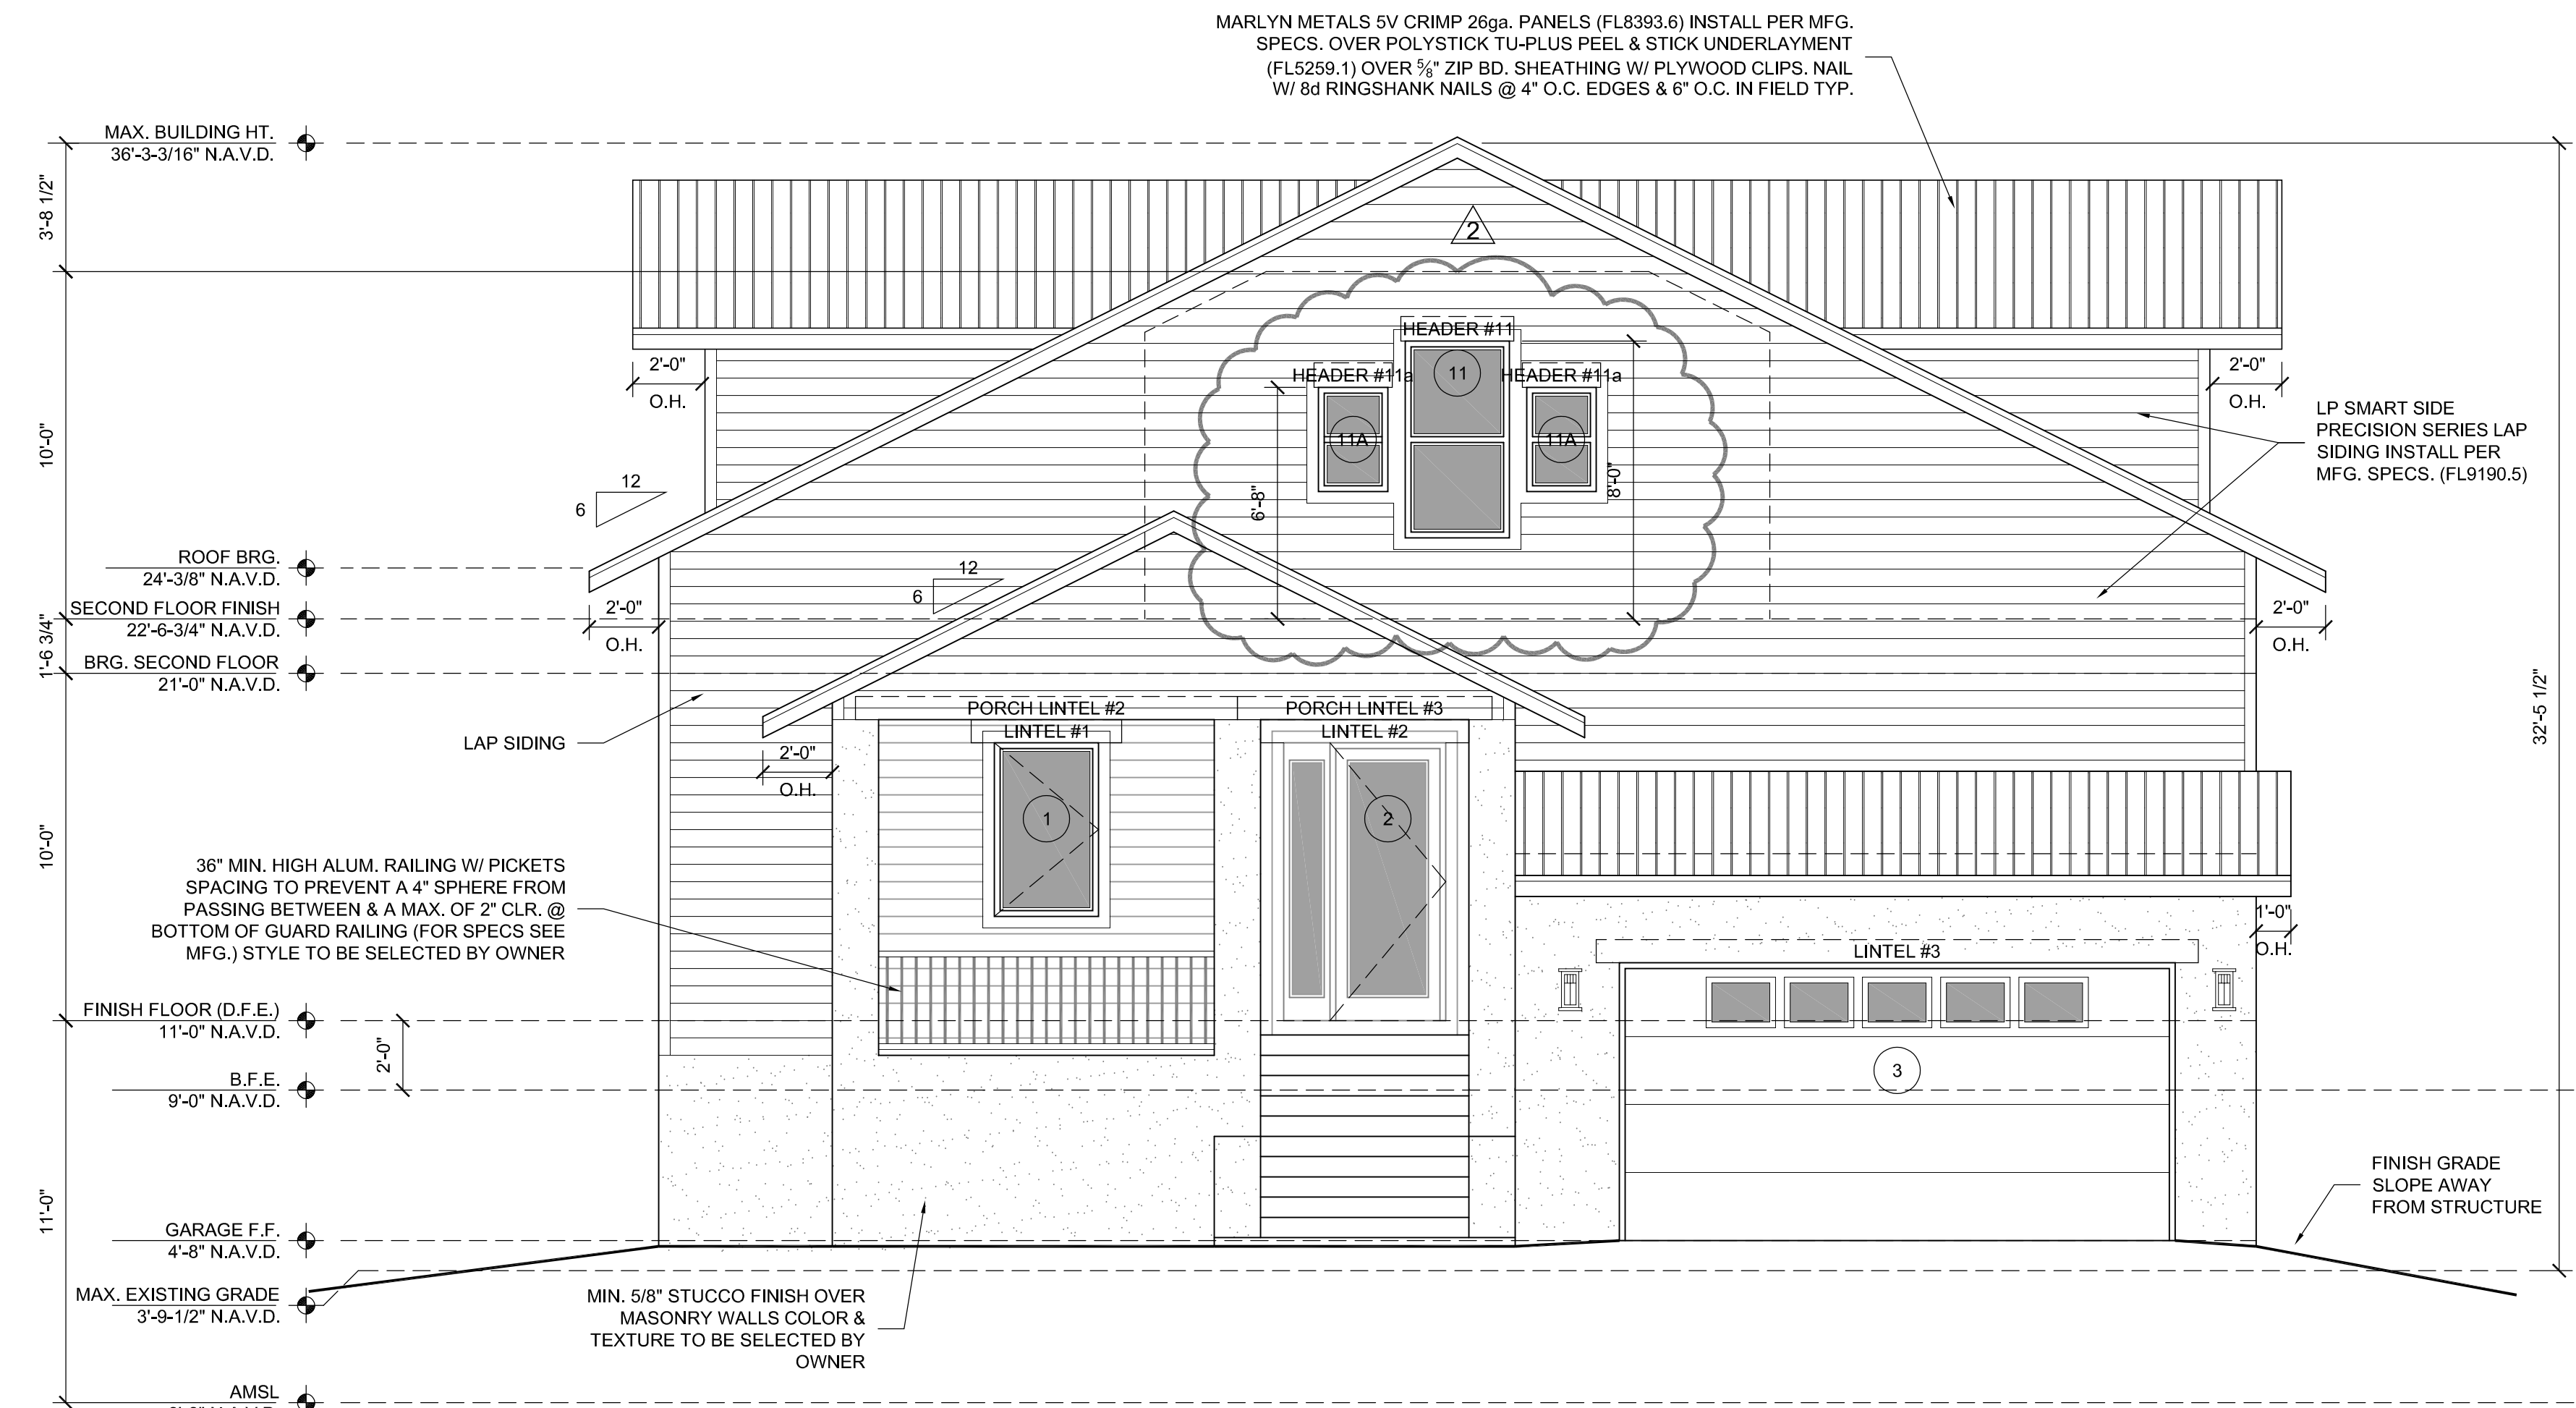 MARLYN METALS 5V CRIMP 26ga. PANELS (FL8393.6) INSTALL PER MFG.
SPECS. OVER POLYSTICK TU-PLUS PEEL & STICK UNDERLAYMENT
(FL5259.1) OVER ⅝" ZIP BD. SHEATHING W/ PLYWOOD CLIPS. NAIL
W/ 8d RINGSHANK NAILS @ 4" O.C. EDGES & 6" O.C. IN FIELD TYP.
MAX. BUILDING HT.
36'-3-3/16" N.A.V.D.
3'-8 1/2"
2
HEADER #11
11
HEADER #11a
11A
HEADER #11a
11A
6'-8"
8'-0"
2'-0"
O.H.
2'-0"
O.H.
LP SMART SIDE
PRECISION SERIES LAP
SIDING INSTALL PER
MFG. SPECS. (FL9190.5)
10'-0"
12
6
ROOF BRG.
24'-3/8" N.A.V.D.
SECOND FLOOR FINISH
22'-6-3/4" N.A.V.D.
1'-6 3/4"
BRG. SECOND FLOOR
21'-0" N.A.V.D.
2'-0"
O.H.
12
6
2'-0"
O.H.
32'-5 1/2"
LAP SIDING
PORCH LINTEL #2
PORCH LINTEL #3
LINTEL #1
LINTEL #2
2'-0"
O.H.
1
2
10'-0"
36" MIN. HIGH ALUM. RAILING W/ PICKETS
SPACING TO PREVENT A 4" SPHERE FROM
PASSING BETWEEN & A MAX. OF 2" CLR. @
BOTTOM OF GUARD RAILING (FOR SPECS SEE
MFG.) STYLE TO BE SELECTED BY OWNER
1'-0"
O.H.
LINTEL #3
3
FINISH FLOOR (D.F.E.)
11'-0" N.A.V.D.
2'-0"
B.F.E.
9'-0" N.A.V.D.
11'-0"
GARAGE F.F.
4'-8" N.A.V.D.
MAX. EXISTING GRADE
3'-9-1/2" N.A.V.D.
FINISH GRADE
SLOPE AWAY
FROM STRUCTURE
MIN. 5/8" STUCCO FINISH OVER
MASONRY WALLS COLOR &
TEXTURE TO BE SELECTED BY
OWNER
AMSL